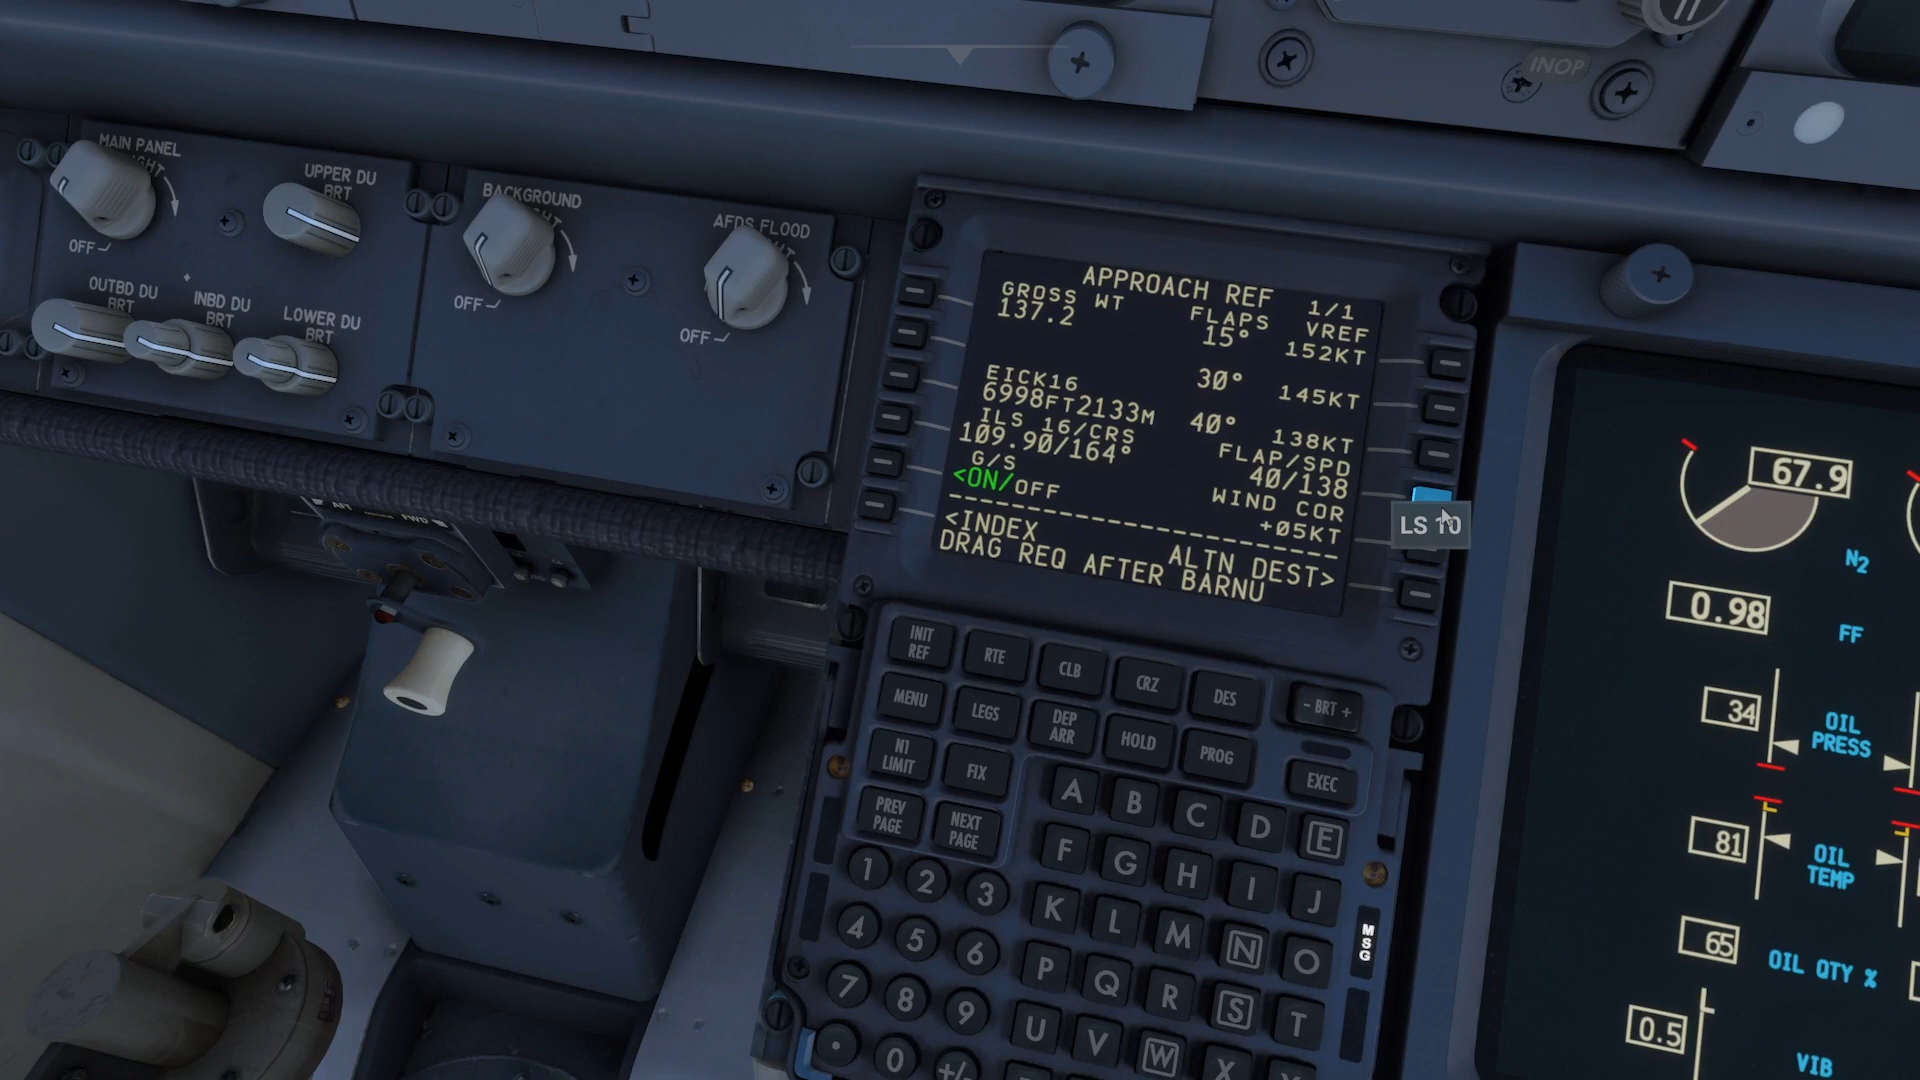 INOP
MAIN PANEL
OFF
UPPER DU
BRT
OUTBD DU
BRT
INBD DU
BRT
LOWER DU
BRT
BACKGROUND
OFF
AFDS FLOOD
OFF
APPROACH REF 1/1
GROSS WT FLAPS VREF
137.2 15° 152KT
30° 145KT
EICK16
6998FT2133M 40° 138KT
ILS 16/CRS FLAP/SPD
109.90/164° 40/138
G/S WIND COR
<ON/OFF +05KT
--------------------
<INDEX ALTN DEST>
DRAG REQ AFTER BARNU
LS 10
INIT
REF
RTE
CLB
CRZ
DES
- BRT +
MENU
LEGS
DEP
ARR
HOLD
PROG
N1
LIMIT
FIX
EXEC
PREV
PAGE
NEXT
PAGE
A B C D E
F G H I J
K L M N O
P Q R S T
U V W X
1 2 3
4 5 6
7 8 9
. 0 +/-
MSG
FWD
67.9
N2
0.98
FF
34
OIL
PRESS
81
OIL
TEMP
65
OIL QTY %
0.5
VIB